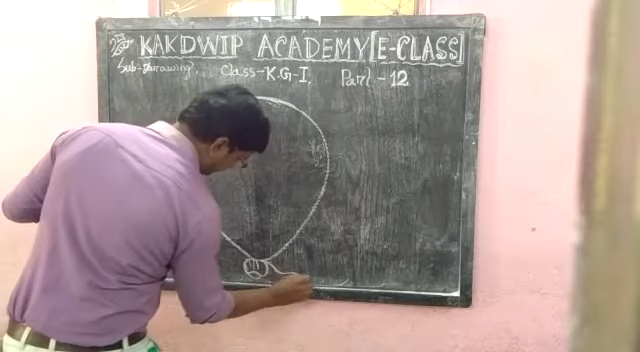 KAKDWIP ACADEMY [E-CLASS]
Sub-Drawing, Class-K.G-I, Part-12